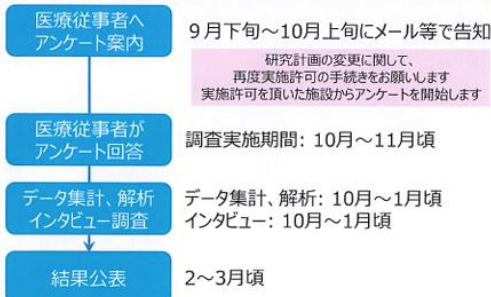 医療従事者へ
アンケート案内
9月下旬～10月上旬にメール等で告知
研究計画の変更に関して、
再度実施許可の手続きをお願いします
実施許可を頂いた施設からアンケートを開始します
医療従事者が
アンケート回答
調査実施期間: 10月～11月頃
データ集計、解析
インタビュー調査
データ集計、解析: 10月～1月頃
インタビュー: 10月～1月頃
結果公表
2～3月頃